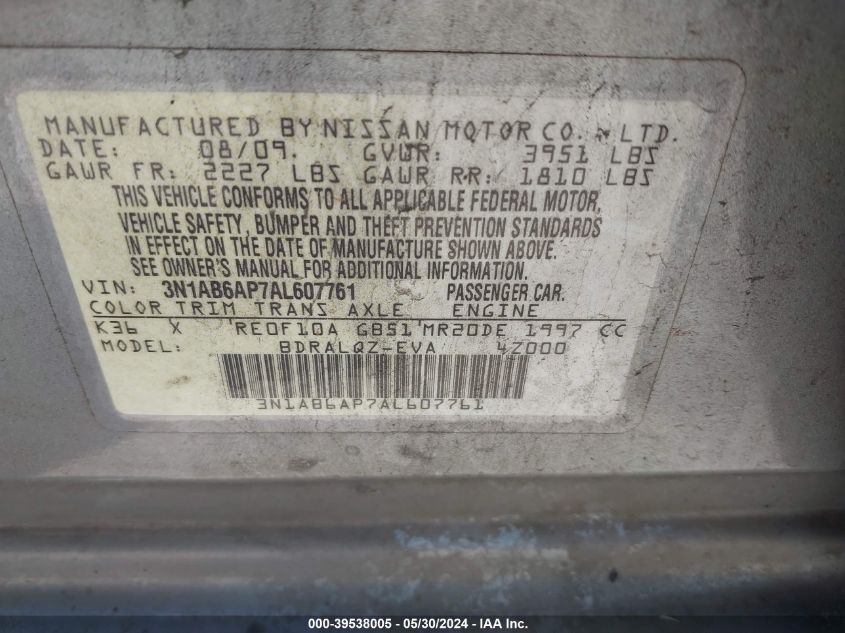 MANUFACTURED BY NISSAN MOTOR CO., LTD.
DATE: 08/09. GVWR: 3951 LBS
GAWR FR: 2227 LBS GAWR RR: 1810 LBS
THIS VEHICLE CONFORMS TO ALL APPLICABLE FEDERAL MOTOR
VEHICLE SAFETY, BUMPER AND THEFT PREVENTION STANDARDS
IN EFFECT ON THE DATE OF MANUFACTURE SHOWN ABOVE.
SEE OWNER'S MANUAL FOR ADDITIONAL INFORMATION.
VIN: 3N1AB6AP7AL607761 PASSENGER CAR.
COLOR TRIM TRANS AXLE ENGINE
K36 X RE0F10A GB51 MR20DE 1997 CC
MODEL: BDRALQZ-EVA 4Z000
3N1AB6AP7AL607761
000-39538005 - 05/30/2024 - IAA Inc.